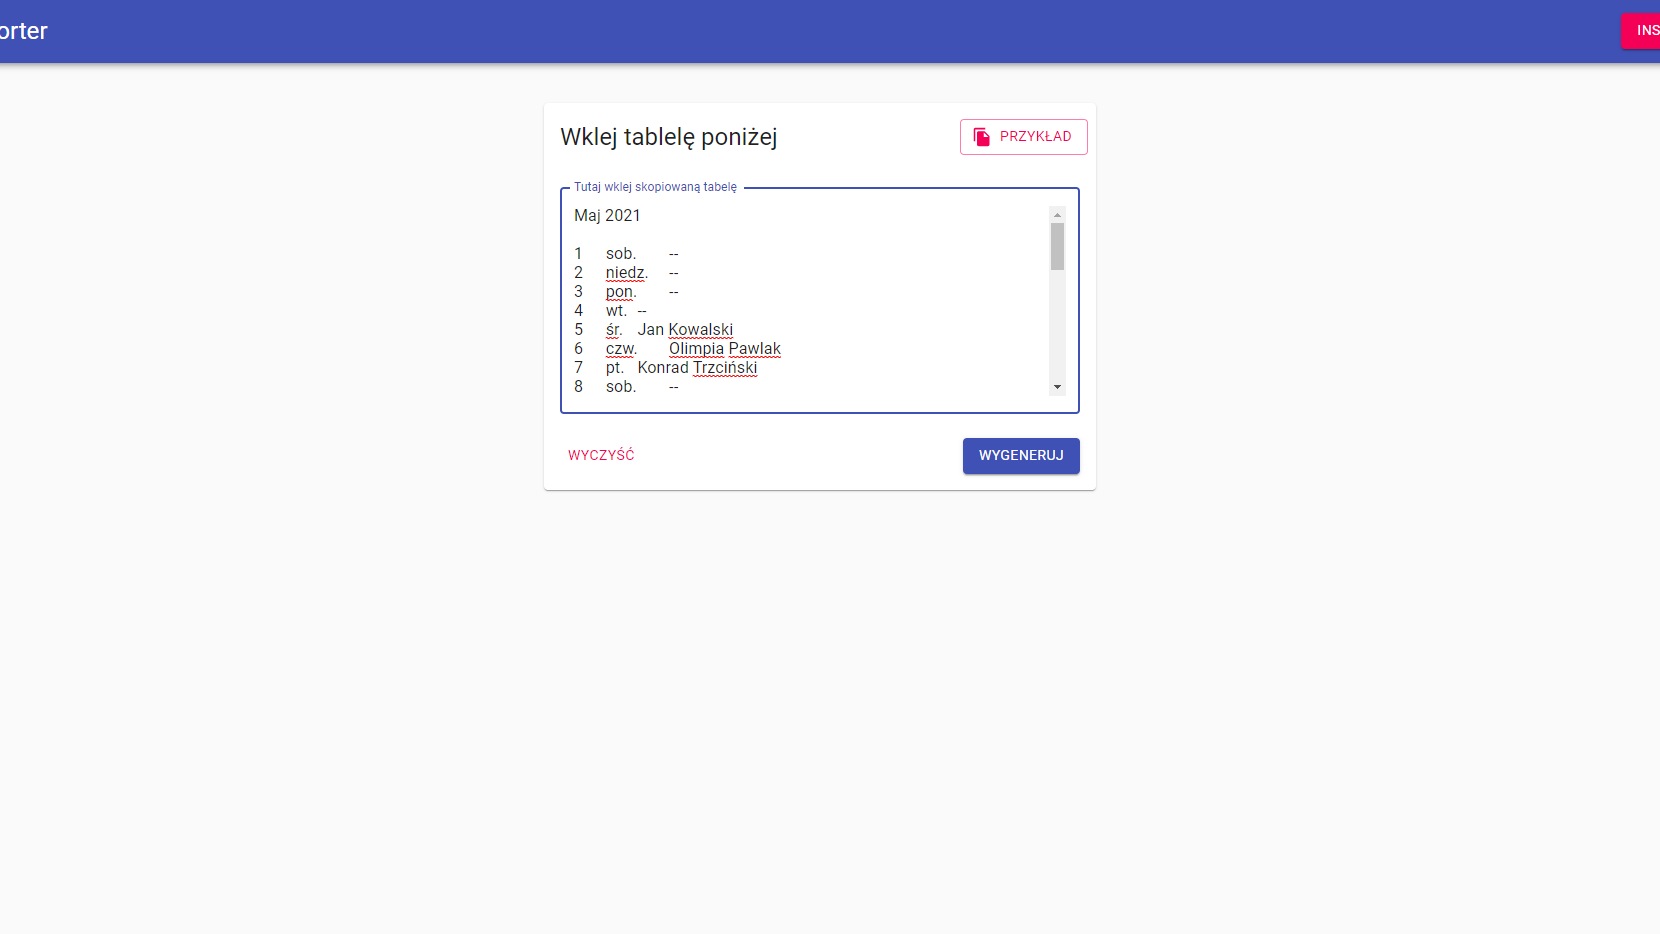 orter
INS
Wklej tablelę poniżej
PRZYKŁAD
Tutaj wklej skopiowaną tabelę
Maj 2021
1 sob. --
2 niedz. --
3 pon. --
4 wt. --
5 śr. Jan Kowalski
6 czw. Olimpia Pawlak
7 pt. Konrad Trzciński
8 sob. --
WYCZYŚĆ
WYGENERUJ